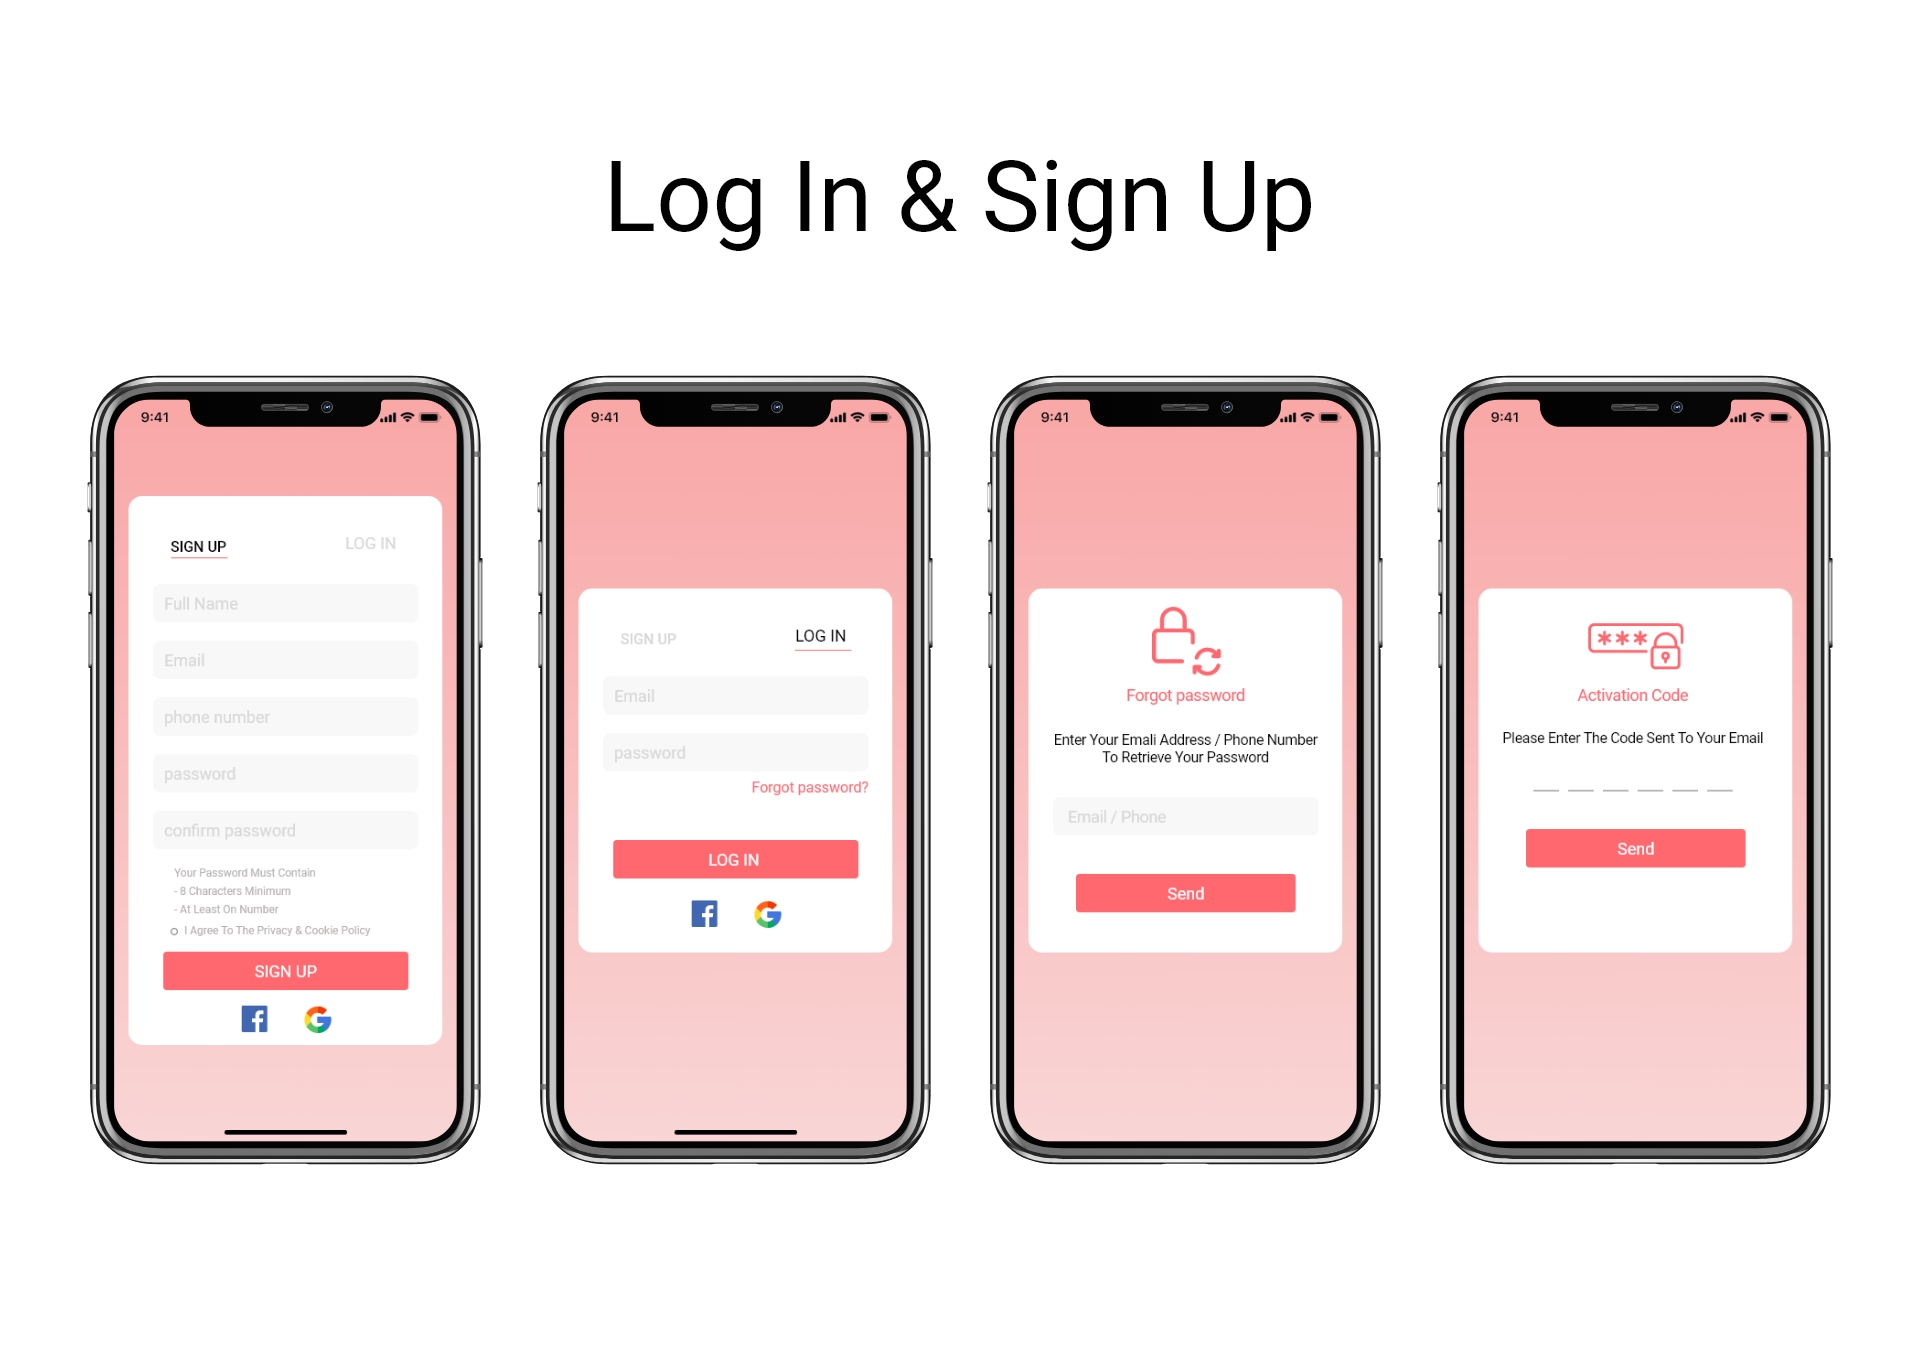 Log In & Sign Up
9:41
SIGN UP
LOG IN
Full Name
Email
phone number
password
confirm password
Your Password Must Contain
- 8 Characters Minimum
- At Least On Number
I Agree To The Privacy & Cookie Policy
SIGN UP
9:41
SIGN UP
LOG IN
Email
password
Forgot password?
LOG IN
9:41
Forgot password
Enter Your Emali Address / Phone Number
To Retrieve Your Password
Email / Phone
Send
9:41
***
Activation Code
Please Enter The Code Sent To Your Email
Send